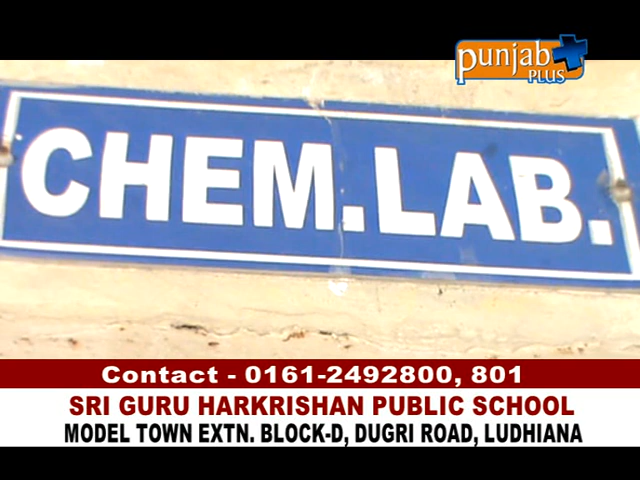 punjab
PLUS
CHEM.LAB.
Contact - 0161-2492800, 801
SRI GURU HARKRISHAN PUBLIC SCHOOL
MODEL TOWN EXTN. BLOCK-D, DUGRI ROAD, LUDHIANA